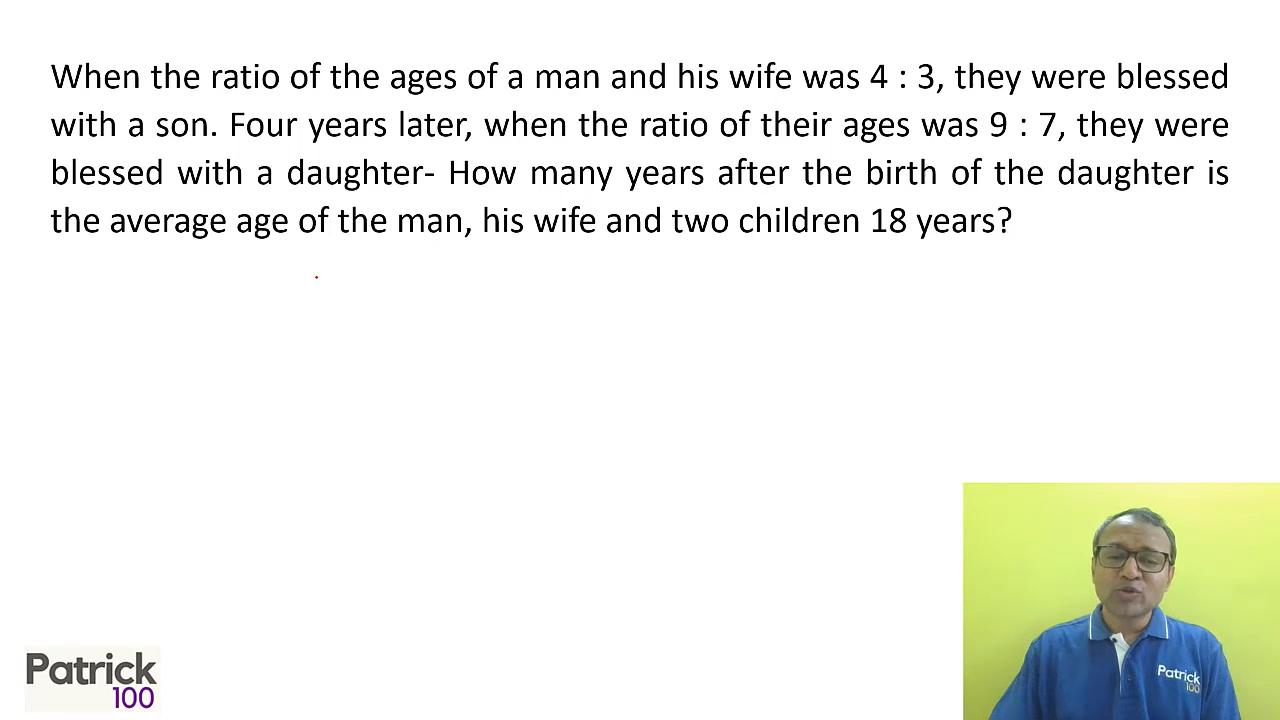 When the ratio of the ages of a man and his wife was 4 : 3, they were blessed
with a son. Four years later, when the ratio of their ages was 9 : 7, they were
blessed with a daughter- How many years after the birth of the daughter is
the average age of the man, his wife and two children 18 years?
Patrick
100
Patrick
100